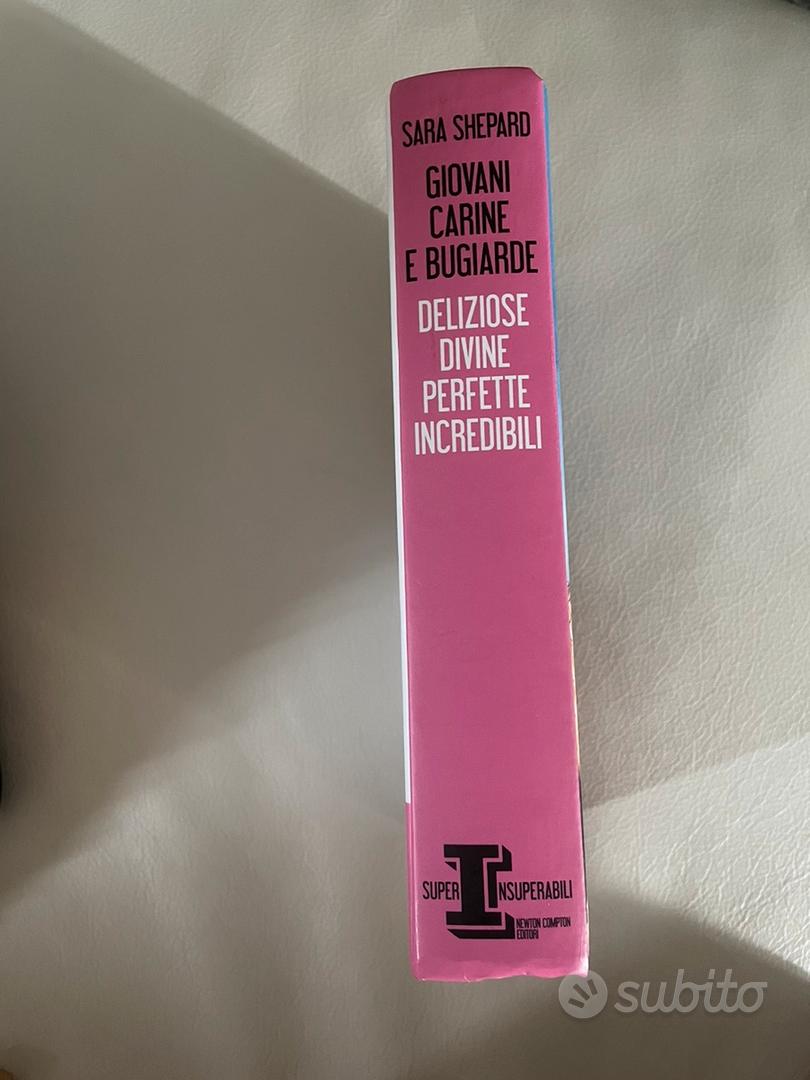 SARA SHEPARD
GIOVANI
CARINE
E BUGIARDE
DELIZIOSE
DIVINE
PERFETTE
INCREDIBILI
SUPER INSUPERABILI
NEWTON COMPTON
EDITORI
subito